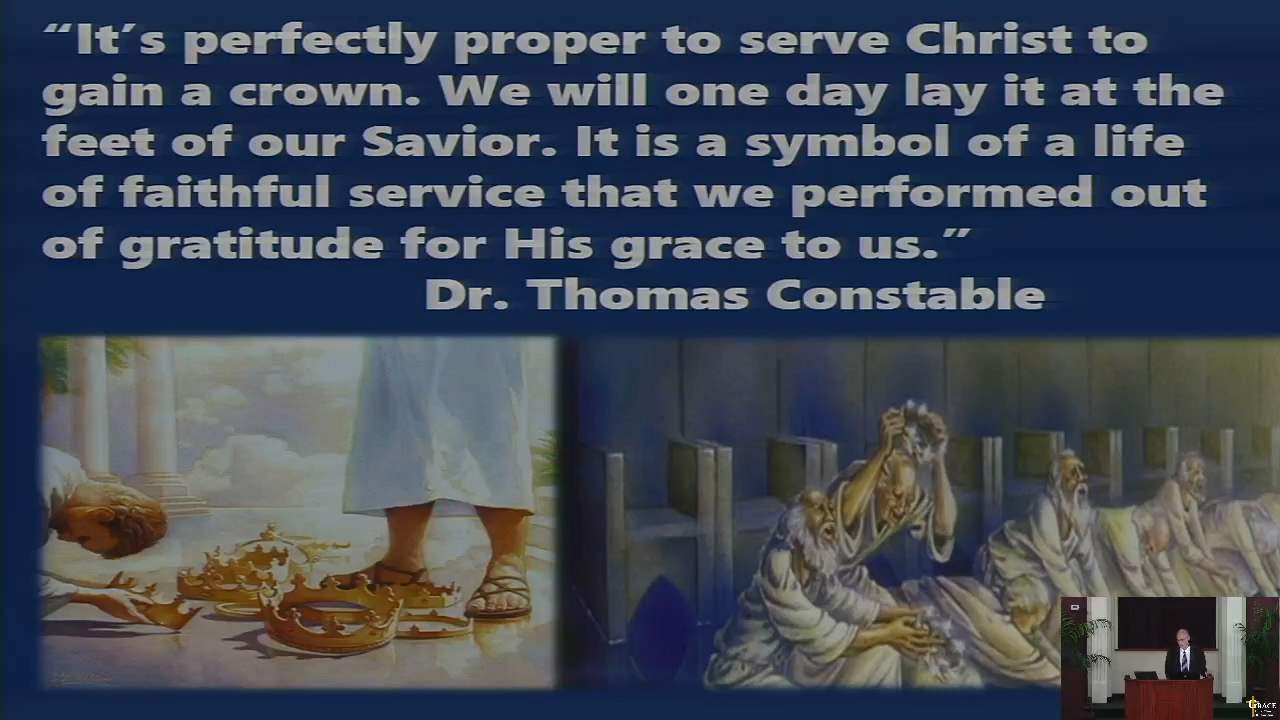 “It’s perfectly proper to serve Christ to
gain a crown. We will one day lay it at the
feet of our Savior. It is a symbol of a life
of faithful service that we performed out
of gratitude for His grace to us.”
Dr. Thomas Constable
GRACE